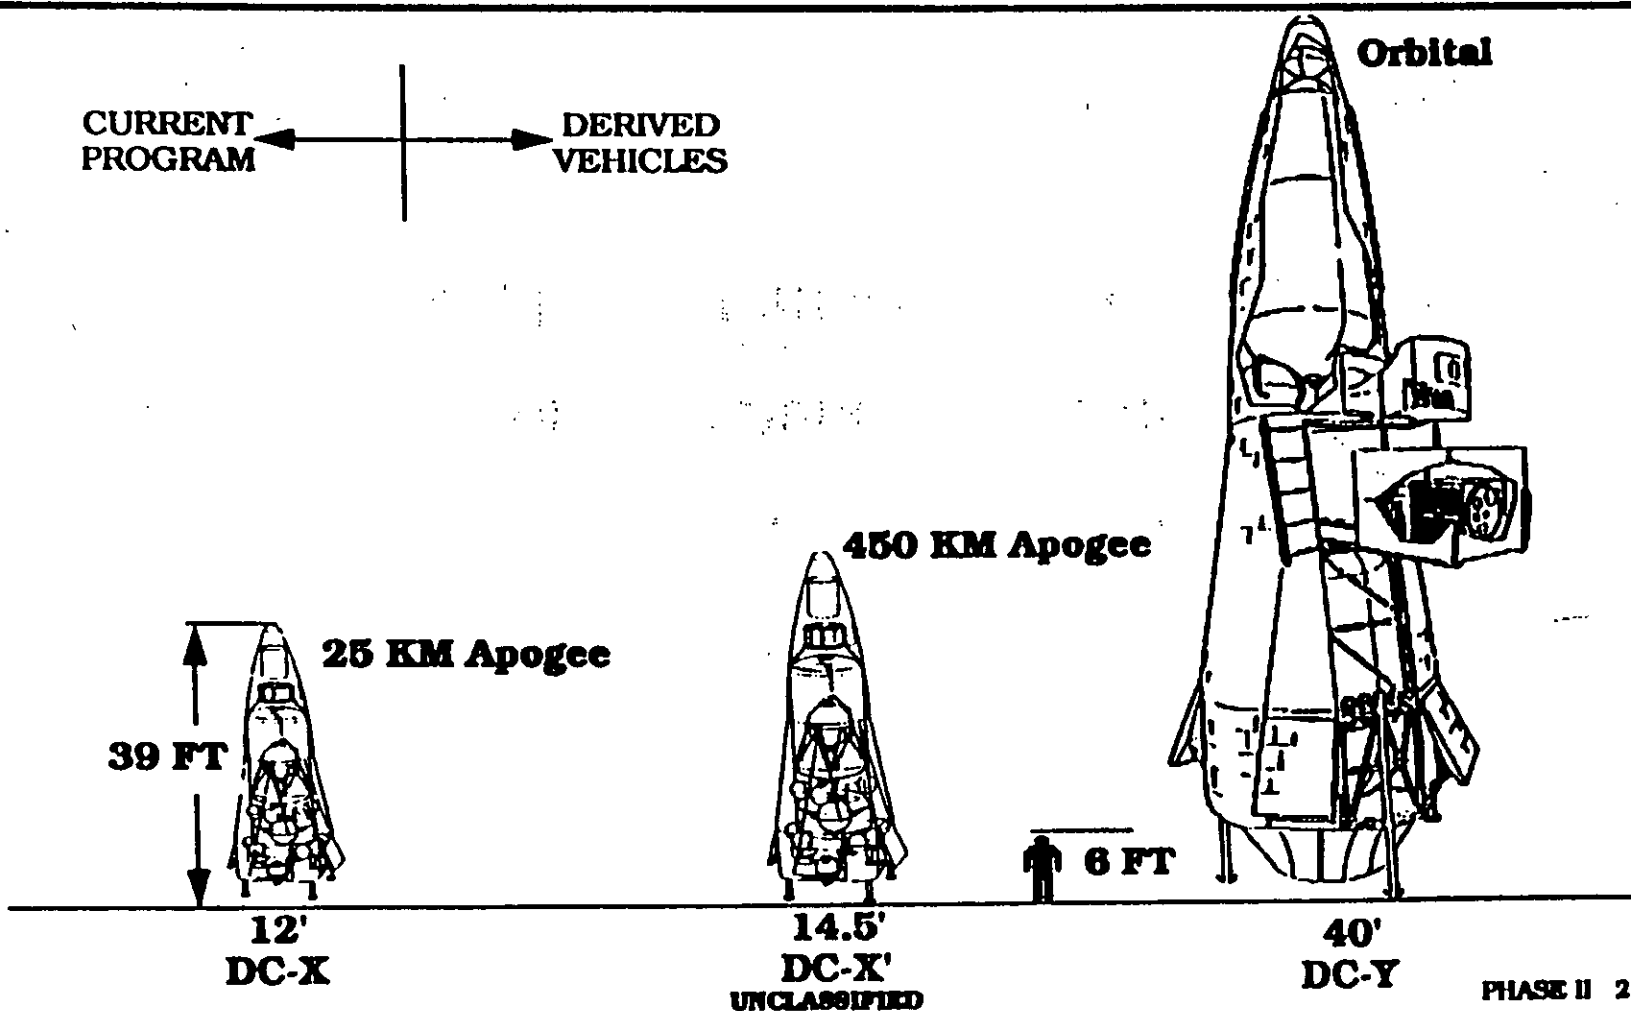 Orbital
CURRENT
PROGRAM
DERIVED
VEHICLES
450 KM Apogee
25 KM Apogee
39 FT
6 FT
12'
DC-X
14.5'
DC-X'
UNCLASSIFIED
40'
DC-Y
PHASE II 2